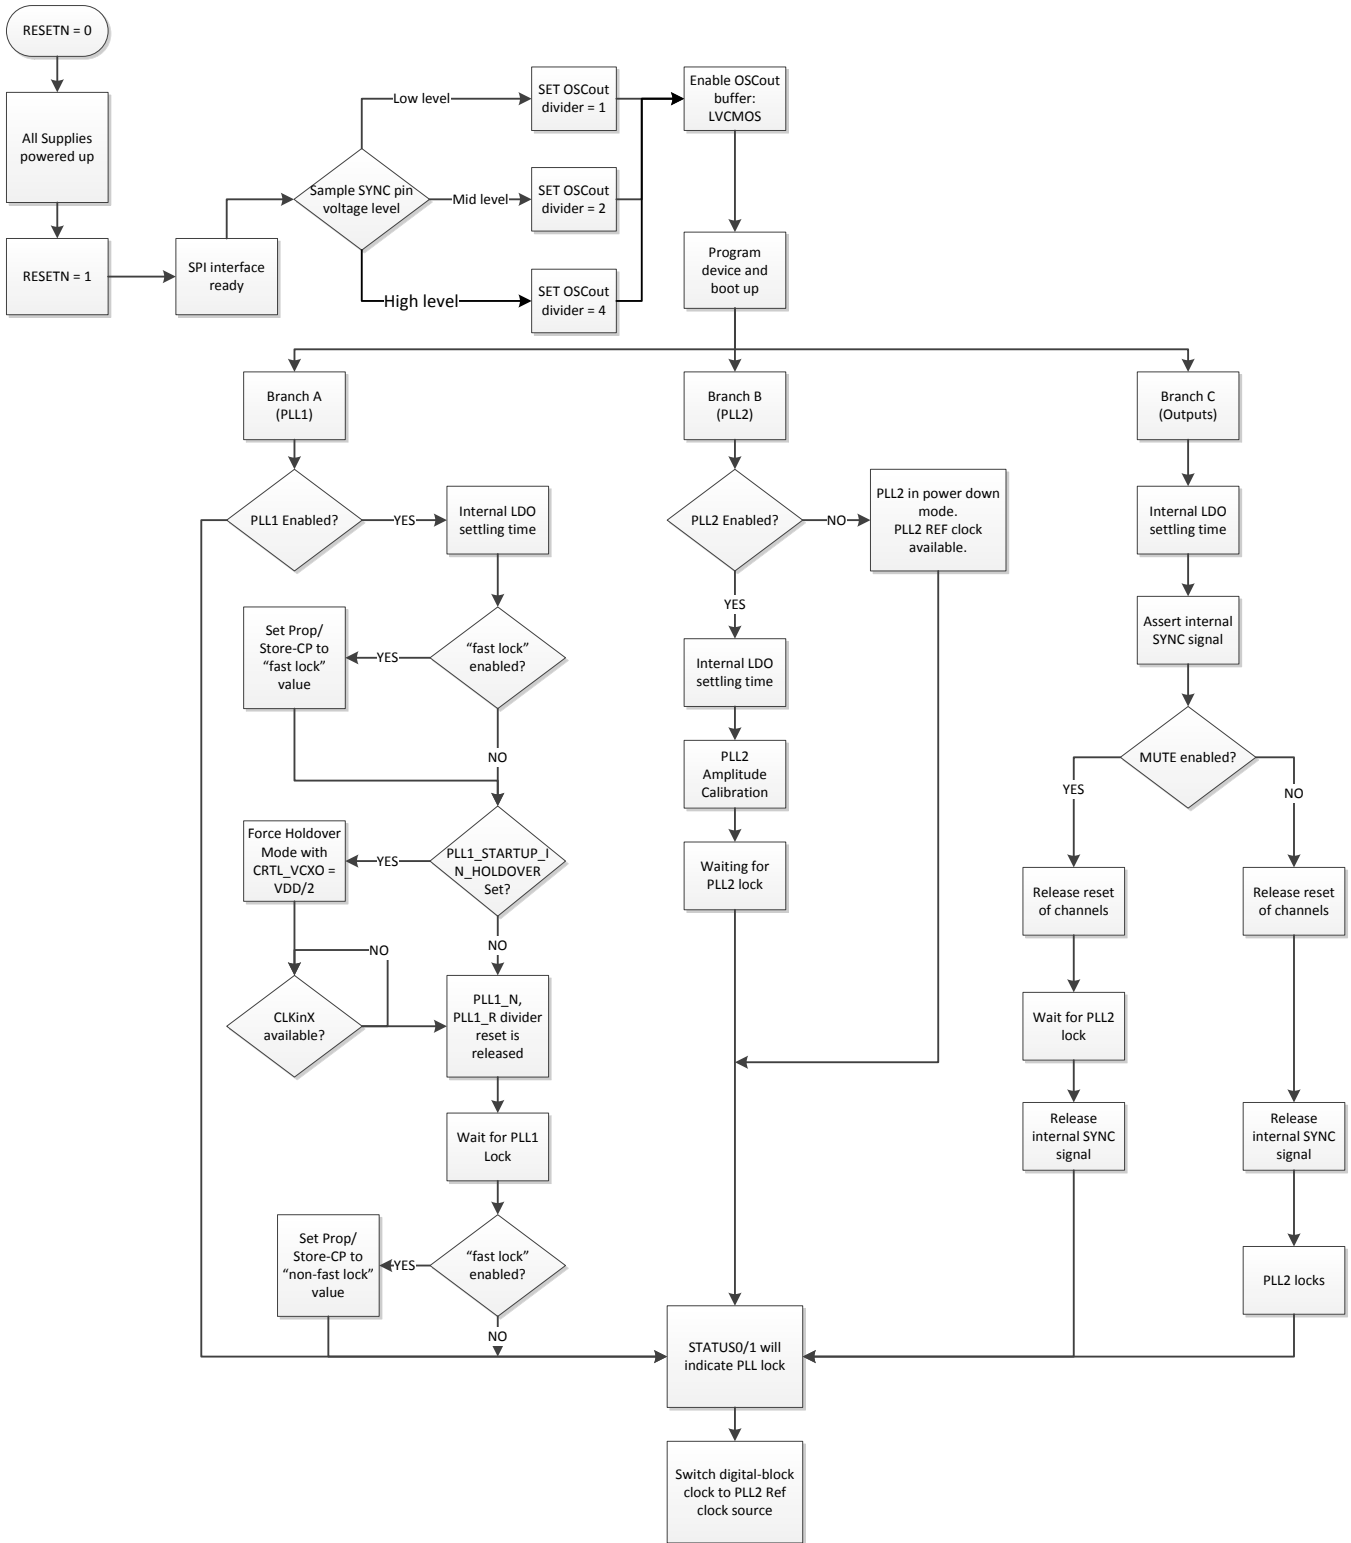 RESETN = 0
All Supplies
powered up
RESETN = 1
SPI interface
ready
Sample SYNC pin
voltage level
Low level
Mid level
High level
SET OSCout
divider = 1
SET OSCout
divider = 2
SET OSCout
divider = 4
Enable OSCout
buffer:
LVCMOS
Program
device and
boot up
Branch A
(PLL1)
PLL1 Enabled?
YES
Internal LDO
settling time
"fast lock"
enabled?
YES
Set Prop/
Store-CP to
"fast lock"
value
NO
PLL1_STARTUP_I
N_HOLDOVER
Set?
YES
Force Holdover
Mode with
CRTL_VCXO =
VDD/2
NO
NO
CLKinX
available?
PLL1_N,
PLL1_R divider
reset is
released
Wait for PLL1
Lock
"fast lock"
enabled?
YES
Set Prop/
Store-CP to
"non-fast lock"
value
NO
Branch B
(PLL2)
PLL2 Enabled?
NO
PLL2 in power down
mode.
PLL2 REF clock
available.
YES
Internal LDO
settling time
PLL2
Amplitude
Calibration
Waiting for
PLL2 lock
Branch C
(Outputs)
Internal LDO
settling time
Assert internal
SYNC signal
MUTE enabled?
YES
NO
Release reset
of channels
Wait for PLL2
lock
Release
internal SYNC
signal
Release reset
of channels
Release
internal SYNC
signal
PLL2 locks
STATUS0/1 will
indicate PLL lock
Switch digital-block
clock to PLL2 Ref
clock source